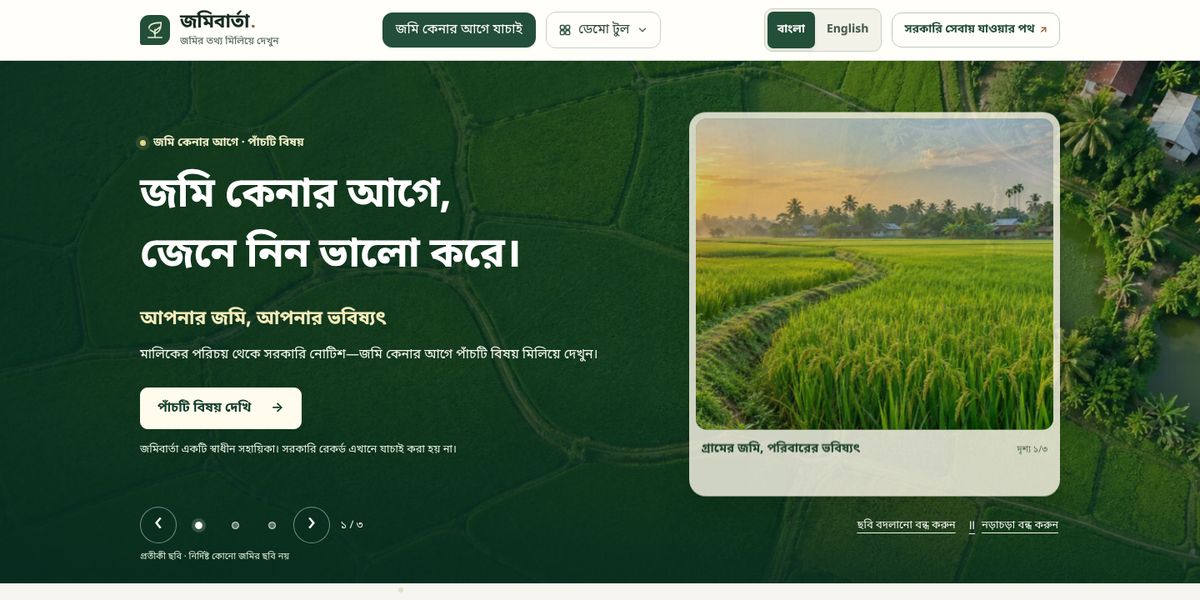 জমিবার্তা.
জমির তথ্য মিলিয়ে দেখুন
জমি কেনার আগে যাচাই
ডেমো টুল
বাংলা
English
সরকারি সেবায় যাওয়ার পথ ↗
জমি কেনার আগে · পাঁচটি বিষয়
জমি কেনার আগে,
জেনে নিন ভালো করে।
আপনার জমি, আপনার ভবিষ্যৎ
মালিকের পরিচয় থেকে সরকারি নোটিশ—জমি কেনার আগে পাঁচটি বিষয় মিলিয়ে দেখুন।
পাঁচটি বিষয় দেখি →
জমিবার্তা একটি স্বাধীন সহায়িকা। সরকারি রেকর্ড এখানে যাচাই করা হয় না।
গ্রামের জমি, পরিবারের ভবিষ্যৎ
দৃশ্য ১/৩
১ / ৩
ছবি বদলানো বন্ধ করুন
নড়াচড়া বন্ধ করুন
প্রতীকী ছবি · নির্দিষ্ট কোনো জমির ছবি নয়